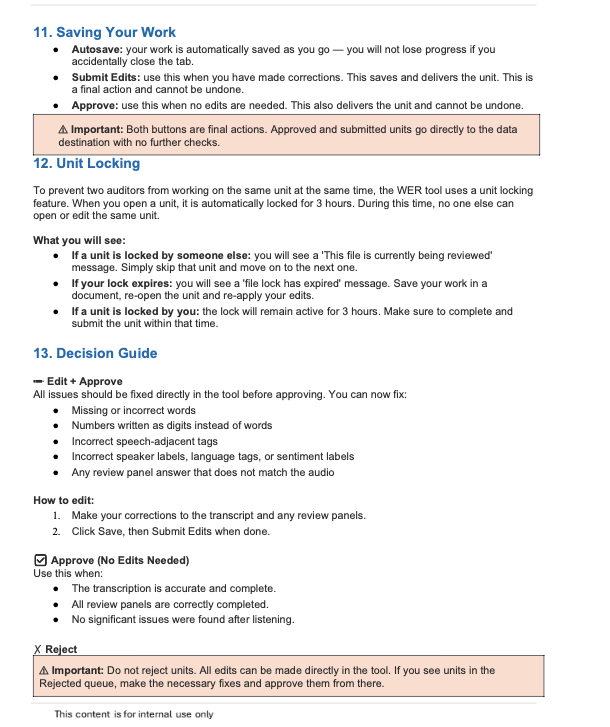 11. Saving Your Work
● Autosave: your work is automatically saved as you go — you will not lose progress if you
accidentally close the tab.
● Submit Edits: use this when you have made corrections. This saves and delivers the unit. This is
a final action and cannot be undone.
● Approve: use this when no edits are needed. This also delivers the unit and cannot be undone.
⚠ Important: Both buttons are final actions. Approved and submitted units go directly to the data
destination with no further checks.
12. Unit Locking
To prevent two auditors from working on the same unit at the same time, the WER tool uses a unit locking
feature. When you open a unit, it is automatically locked for 3 hours. During this time, no one else can
open or edit the same unit.
What you will see:
● If a unit is locked by someone else: you will see a 'This file is currently being reviewed'
message. Simply skip that unit and move on to the next one.
● If your lock expires: you will see a 'file lock has expired' message. Save your work in a
document, re-open the unit and re-apply your edits.
● If a unit is locked by you: the lock will remain active for 3 hours. Make sure to complete and
submit the unit within that time.
13. Decision Guide
✏ Edit + Approve
All issues should be fixed directly in the tool before approving. You can now fix:
● Missing or incorrect words
● Numbers written as digits instead of words
● Incorrect speech-adjacent tags
● Incorrect speaker labels, language tags, or sentiment labels
● Any review panel answer that does not match the audio
How to edit:
1. Make your corrections to the transcript and any review panels.
2. Click Save, then Submit Edits when done.
☑ Approve (No Edits Needed)
Use this when:
● The transcription is accurate and complete.
● All review panels are correctly completed.
● No significant issues were found after listening.
✗ Reject
⚠ Important: Do not reject units. All edits can be made directly in the tool. If you see units in the
Rejected queue, make the necessary fixes and approve them from there.
This content is for internal use only